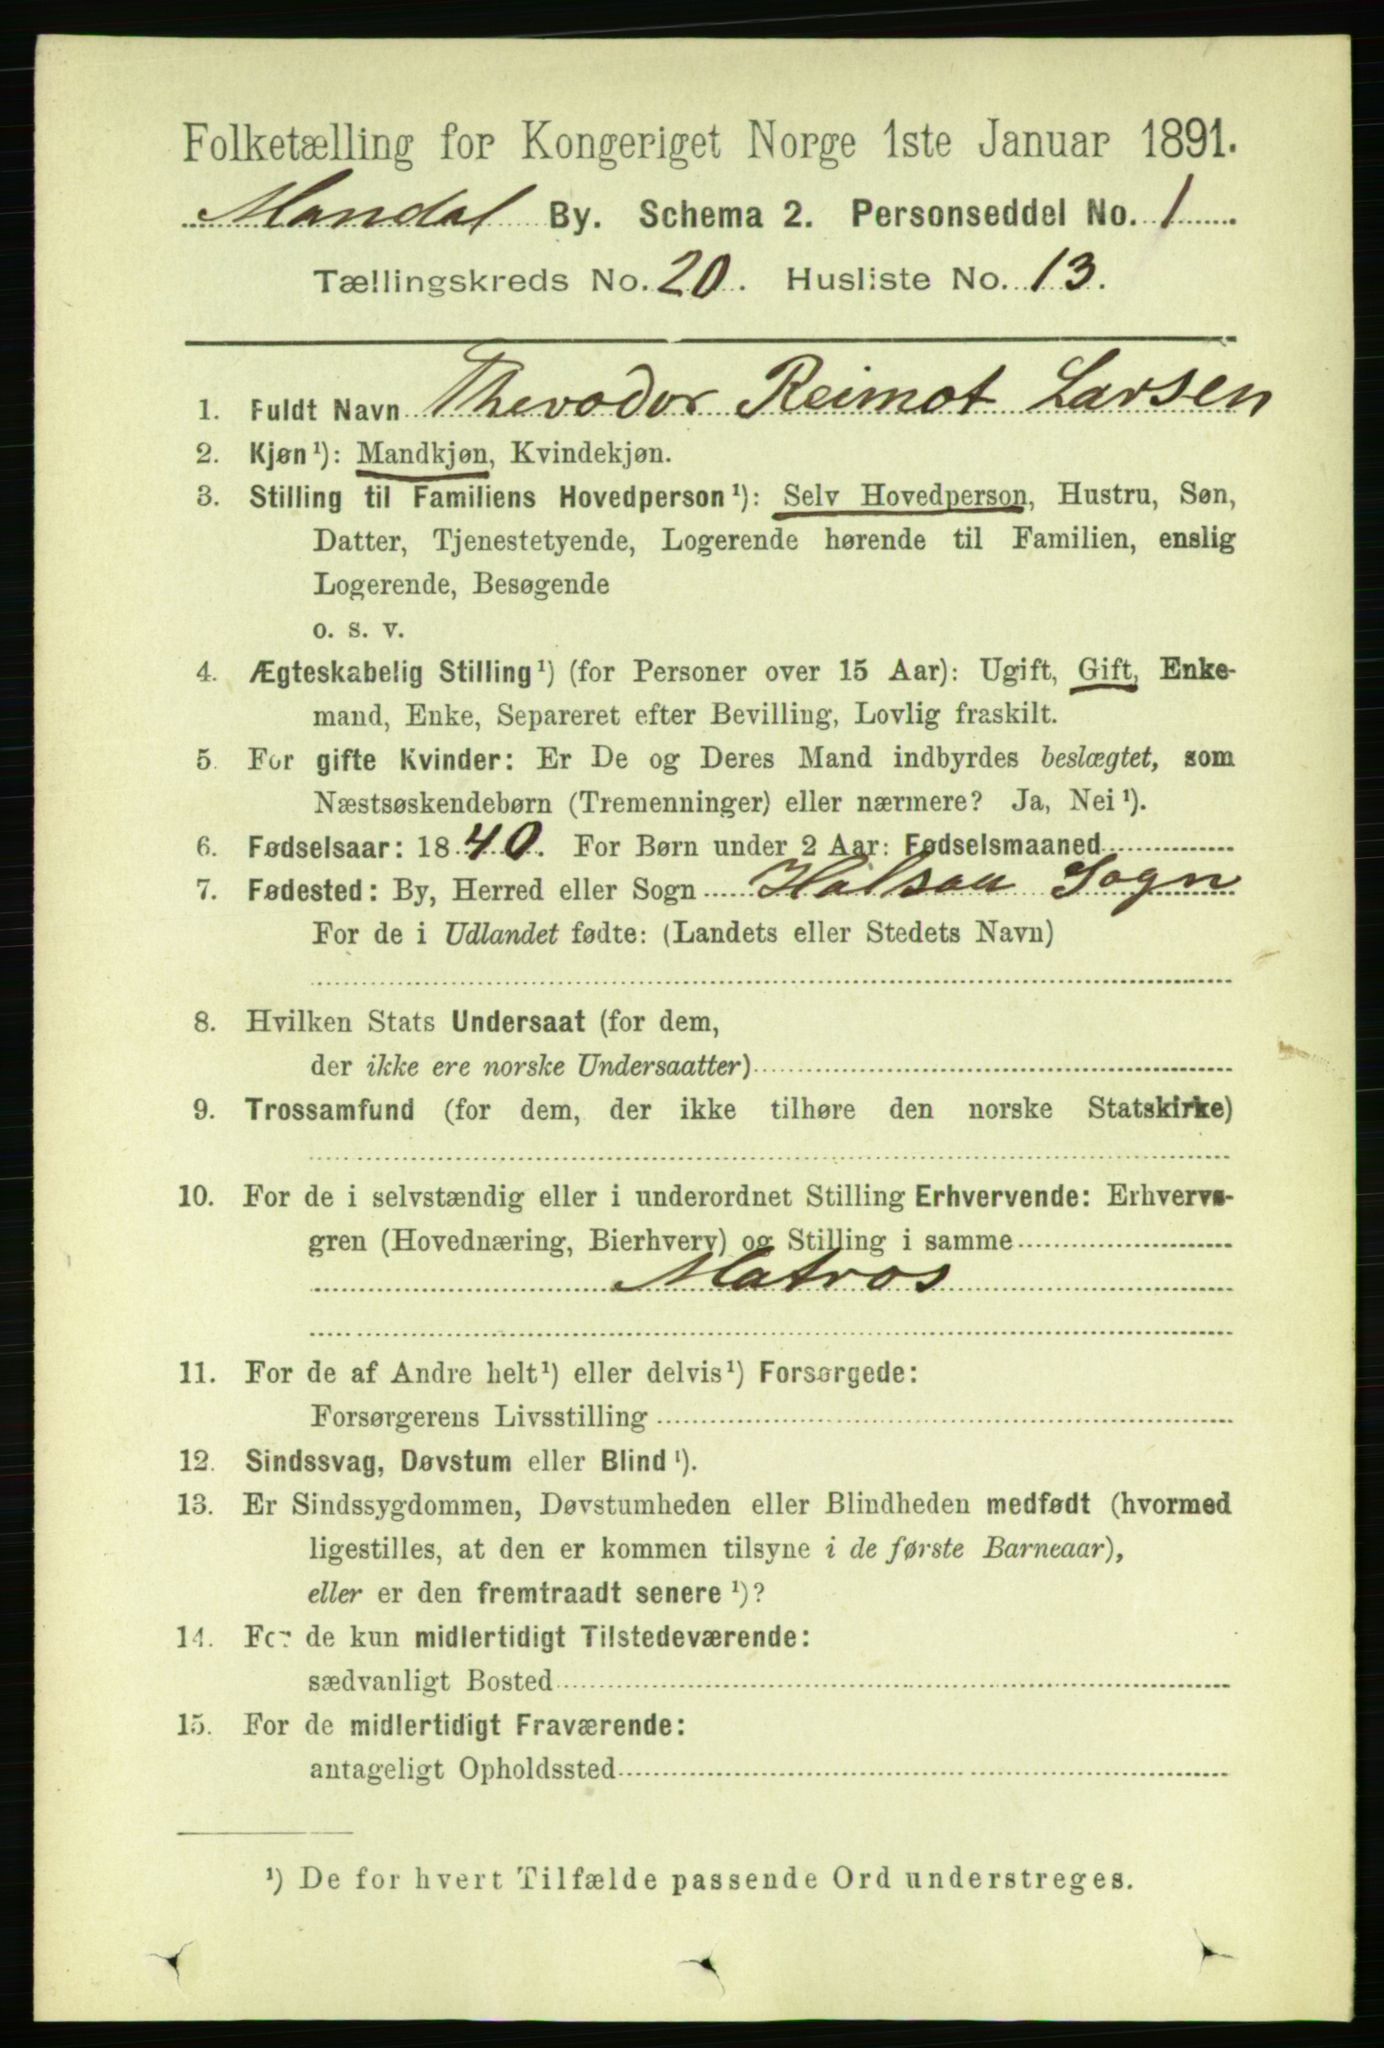 Folketælling for Kongeriget Norge 1ste Januar 1891.
Mandal By. Schema 2. Personseddel No. 1
Tællingskreds No. 20. Husliste No. 13.
1. Fuldt Navn Thevodor Reimot Larsen
2. Kjøn¹): Mandkjøn, Kvindekjøn.
3. Stilling til Familiens Hovedperson¹): Selv Hovedperson, Hustru, Søn,
Datter, Tjenestetyende, Logerende hørende til Familien, enslig
Logerende, Besøgende
o. s. v.
4. Ægteskabelig Stilling¹) (for Personer over 15 Aar): Ugift, Gift, Enke-
mand, Enke, Separeret efter Bevilling, Lovlig fraskilt.
5. For gifte Kvinder: Er De og Deres Mand indbyrdes beslægtet, som
Næstsøskendebørn (Tremenninger) eller nærmere? Ja, Nei¹).
6. Fødselsaar: 1840. For Børn under 2 Aar: Fødselsmaaned
7. Fødested: By, Herred eller Sogn Halsaa Sogn
For de i Udlandet fødte: (Landets eller Stedets Navn)
8. Hvilken Stats Undersaat (for dem,
der ikke ere norske Undersaatter)
9. Trossamfund (for dem, der ikke tilhøre den norske Statskirke)
10. For de i selvstændig eller i underordnet Stilling Erhvervende: Erhvervs-
gren (Hovednæring, Bierhverv) og Stilling i samme
Matros
11. For de af Andre helt¹) eller delvis¹) Forsørgede:
Forsørgerens Livsstilling
12. Sindssvag, Døvstum eller Blind¹).
13. Er Sindssygdommen, Døvstumheden eller Blindheden medfødt (hvormed
ligestilles, at den er kommen tilsyne i de første Barneaar),
eller er den fremtraadt senere¹)?
14. For de kun midlertidigt Tilstedeværende:
sædvanligt Bosted
15. For de midlertidigt Fraværende:
antageligt Opholdssted
¹) De for hvert Tilfælde passende Ord understreges.